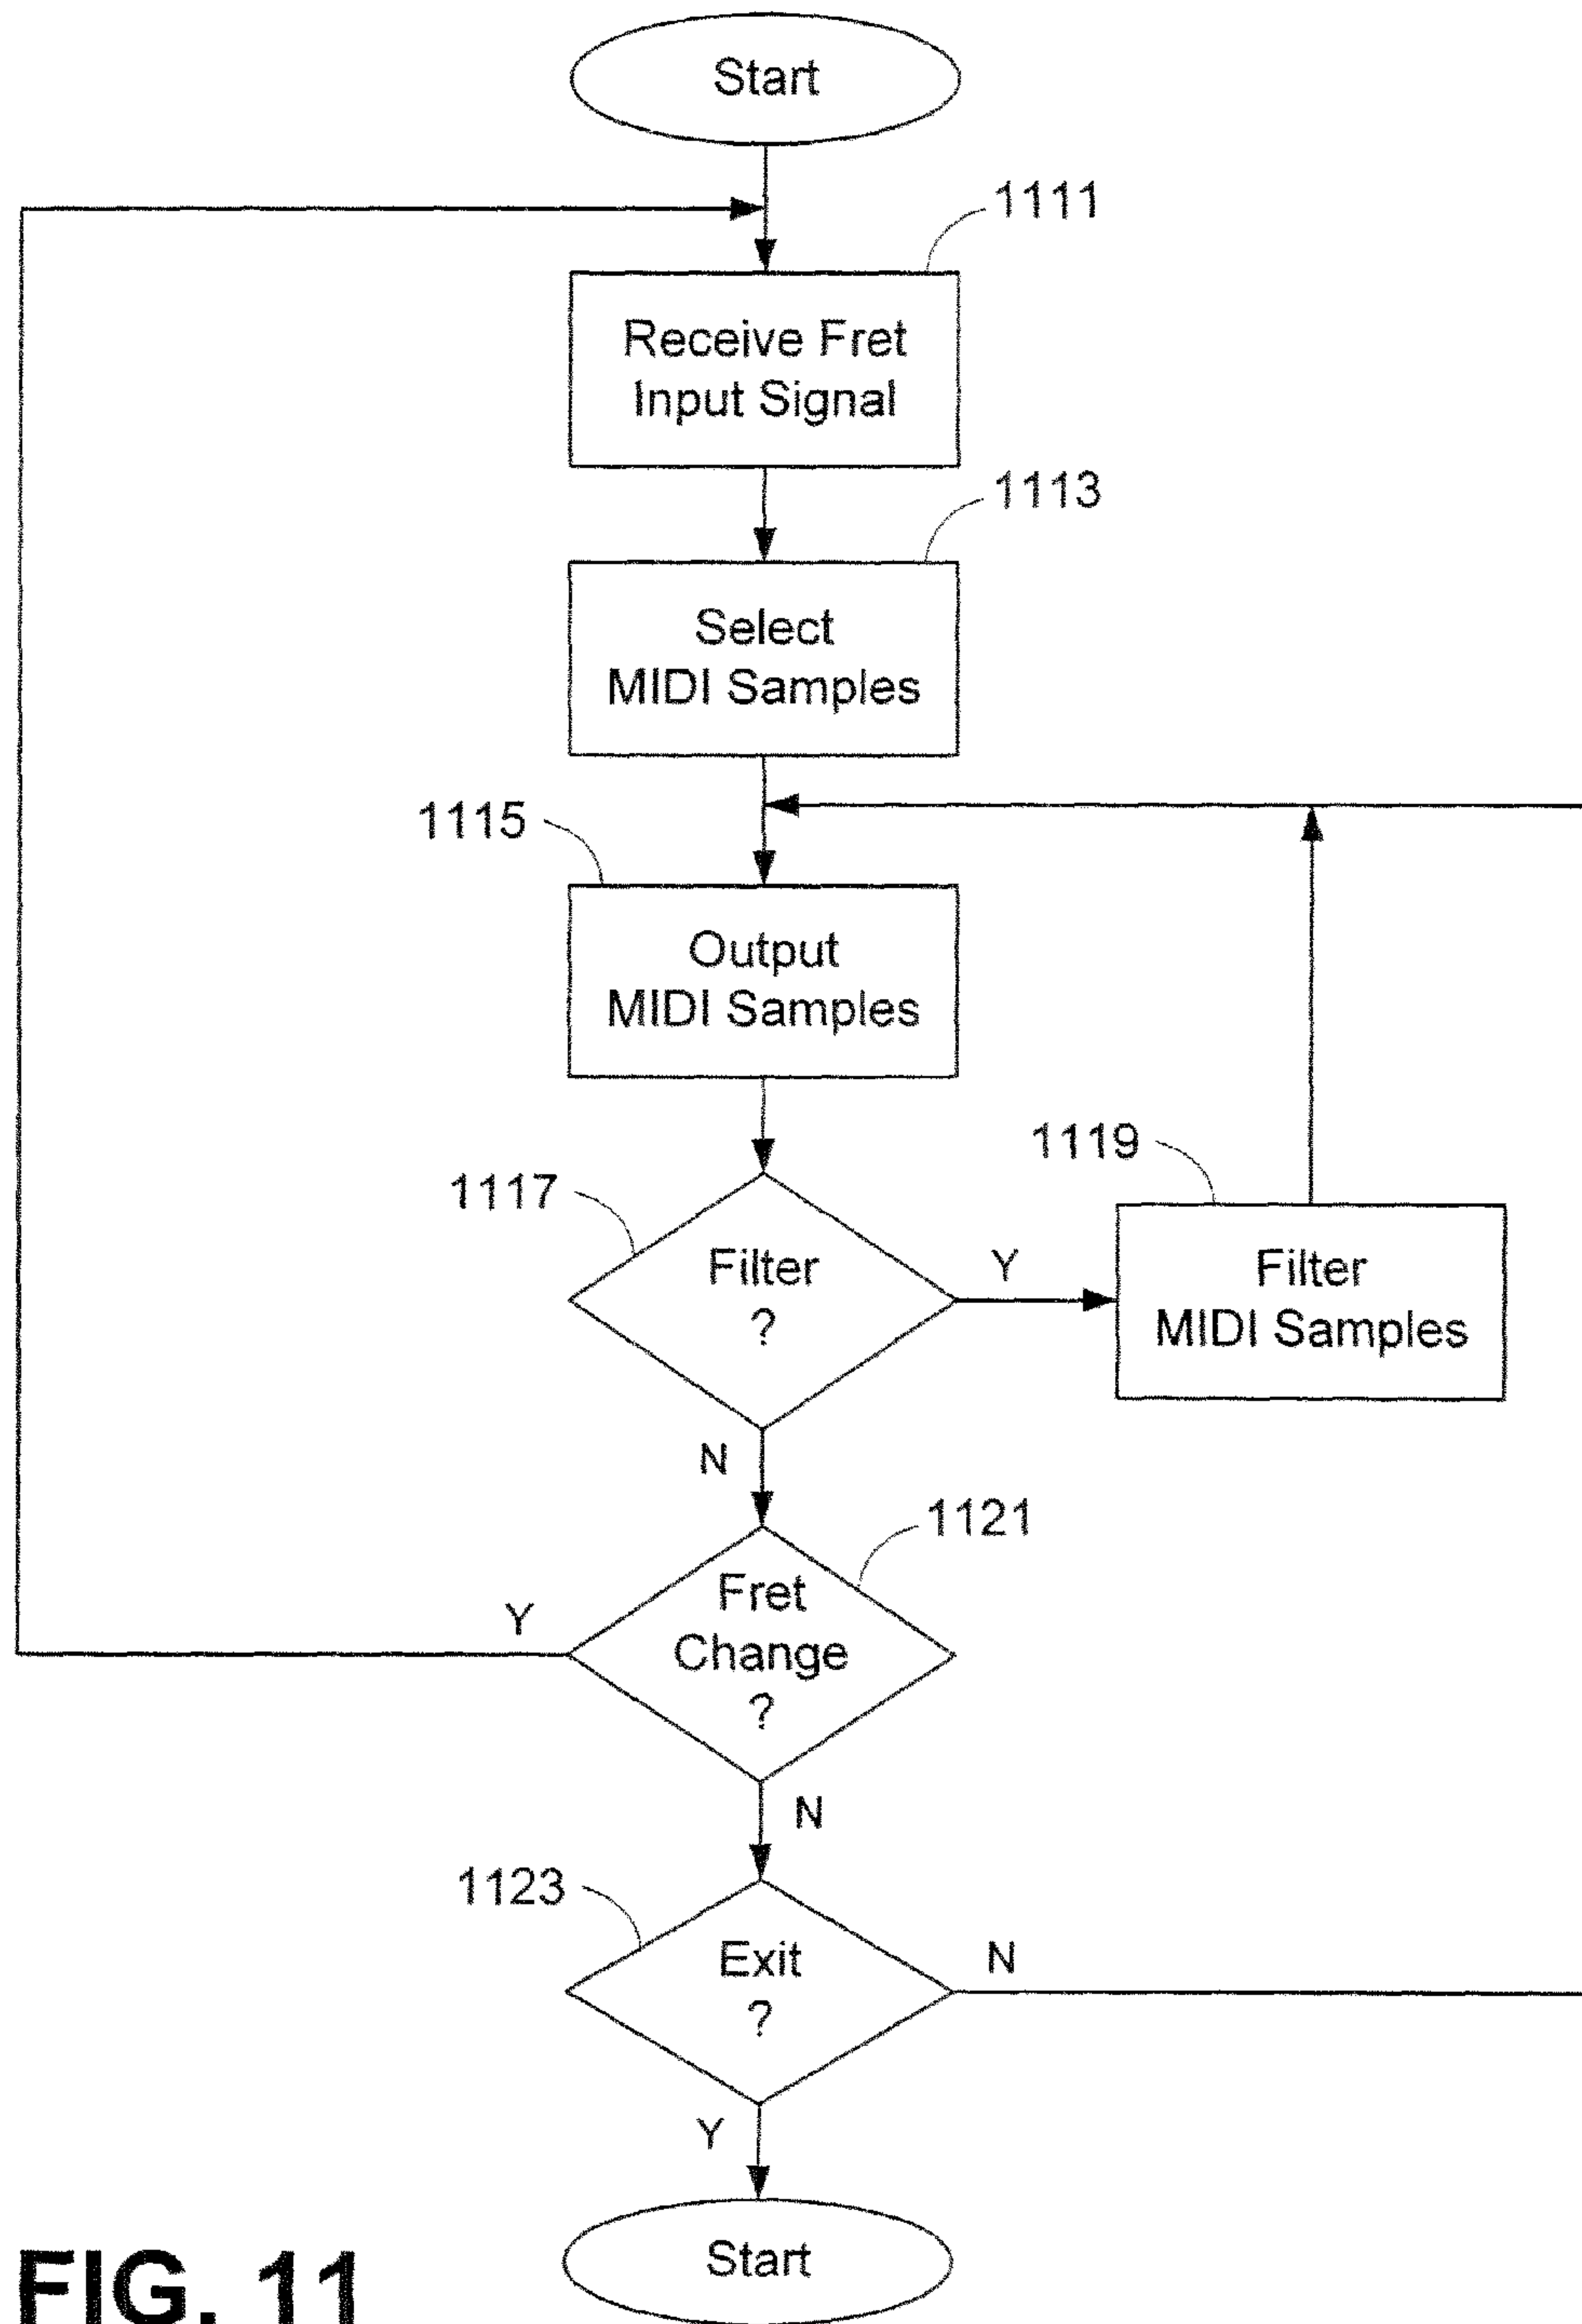 Start
1111
Receive Fret
Input Signal
1113
Select
MIDI Samples
1115
Output
MIDI Samples
1117
Filter
?
Y
1119
Filter
MIDI Samples
N
1121
Fret
Change
?
Y
N
1123
Exit
?
N
Y
Start
FIG. 11